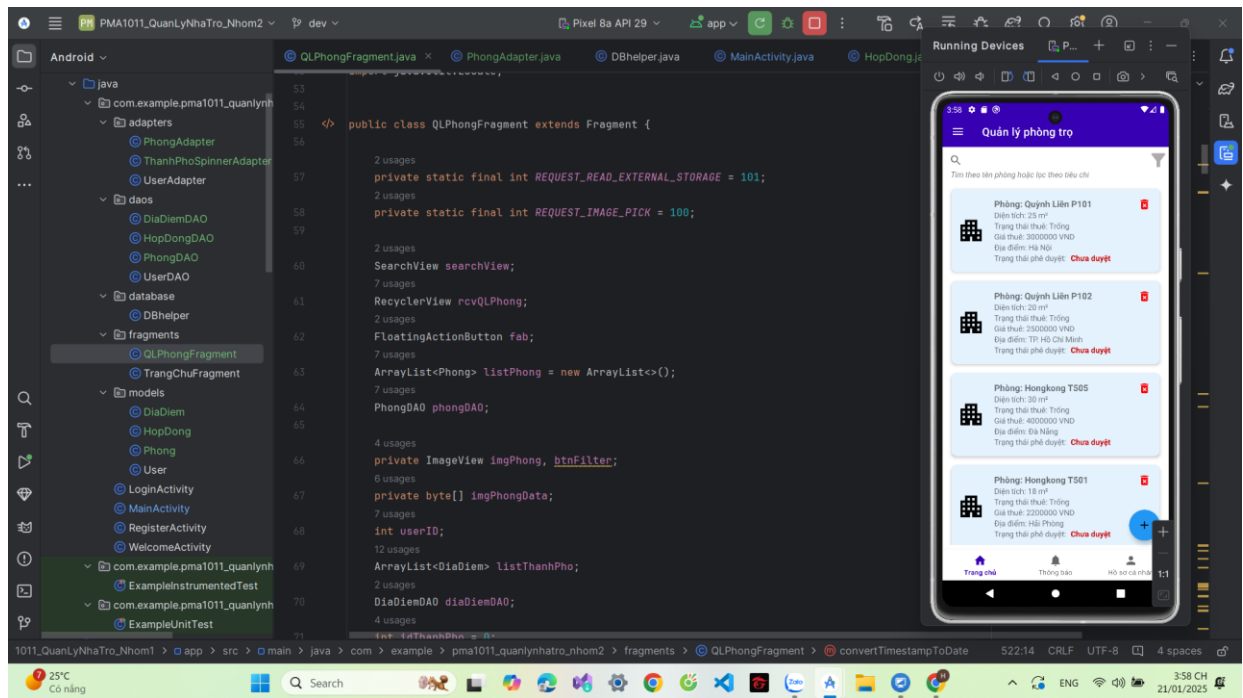 PM PMA1011_QuanLyNhaTro_Nhom2
dev
Pixel 8a API 29
app
Android
java
com.example.pma1011_quanlynh
adapters
PhongAdapter
ThanhPhoSpinnerAdapter
UserAdapter
daos
DiaDiemDAO
HopDongDAO
PhongDAO
UserDAO
database
DBhelper
fragments
QLPhongFragment
TrangChuFragment
models
DiaDiem
HopDong
Phong
User
LoginActivity
MainActivity
RegisterActivity
WelcomeActivity
com.example.pma1011_quanlynh
ExampleInstrumentedTest
com.example.pma1011_quanlynh
ExampleUnitTest
QLPhongFragment.java
PhongAdapter.java
DBhelper.java
MainActivity.java
HopDong.ja
53
54
55 </> public class QLPhongFragment extends Fragment {
56
2 usages
57 private static final int REQUEST_READ_EXTERNAL_STORAGE = 101;
2 usages
58 private static final int REQUEST_IMAGE_PICK = 100;
59
2 usages
60 SearchView searchView;
7 usages
61 RecyclerView rcvQLPhong;
2 usages
62 FloatingActionButton fab;
7 usages
63 ArrayList<Phong> listPhong = new ArrayList<>();
7 usages
64 PhongDAO phongDAO;
65
4 usages
66 private ImageView imgPhong, btnFilter;
6 usages
67 private byte[] imgPhongData;
7 usages
68 int userID;
12 usages
69 ArrayList<DiaDiem> listThanhPho;
2 usages
70 DiaDiemDAO diaDiemDAO;
4 usages
71 int idThanhPho = 0;
Running Devices
P...
3:58
Quản lý phòng trọ
Tìm theo tên phòng hoặc lọc theo tiêu chí
Phòng: Quỳnh Liên P101
Diện tích: 25 m²
Trạng thái thuê: Trống
Giá thuê: 3000000 VND
Địa điểm: Hà Nội
Trạng thái phê duyệt: Chưa duyệt
Phòng: Quỳnh Liên P102
Diện tích: 20 m²
Trạng thái thuê: Trống
Giá thuê: 2500000 VND
Địa điểm: TP. Hồ Chí Minh
Trạng thái phê duyệt: Chưa duyệt
Phòng: Hongkong T505
Diện tích: 30 m²
Trạng thái thuê: Trống
Giá thuê: 4000000 VND
Địa điểm: Đà Nẵng
Trạng thái phê duyệt: Chưa duyệt
Phòng: Hongkong T501
Diện tích: 18 m²
Trạng thái thuê: Trống
Giá thuê: 2200000 VND
Địa điểm: Hải Phòng
Trạng thái phê duyệt: Chưa duyệt
Trang chủ
Thông báo
Hồ sơ cá nhân
1:1
1011_QuanLyNhaTro_Nhom1 > app > src > main > java > com > example > pma1011_quanlynhatro_nhom2 > fragments > QLPhongFragment > convertTimestampToDate
522:14 CRLF UTF-8 4 spaces
7
25°C
Có nắng
Search
Zalo
ENG
3:58 CH
21/01/2025